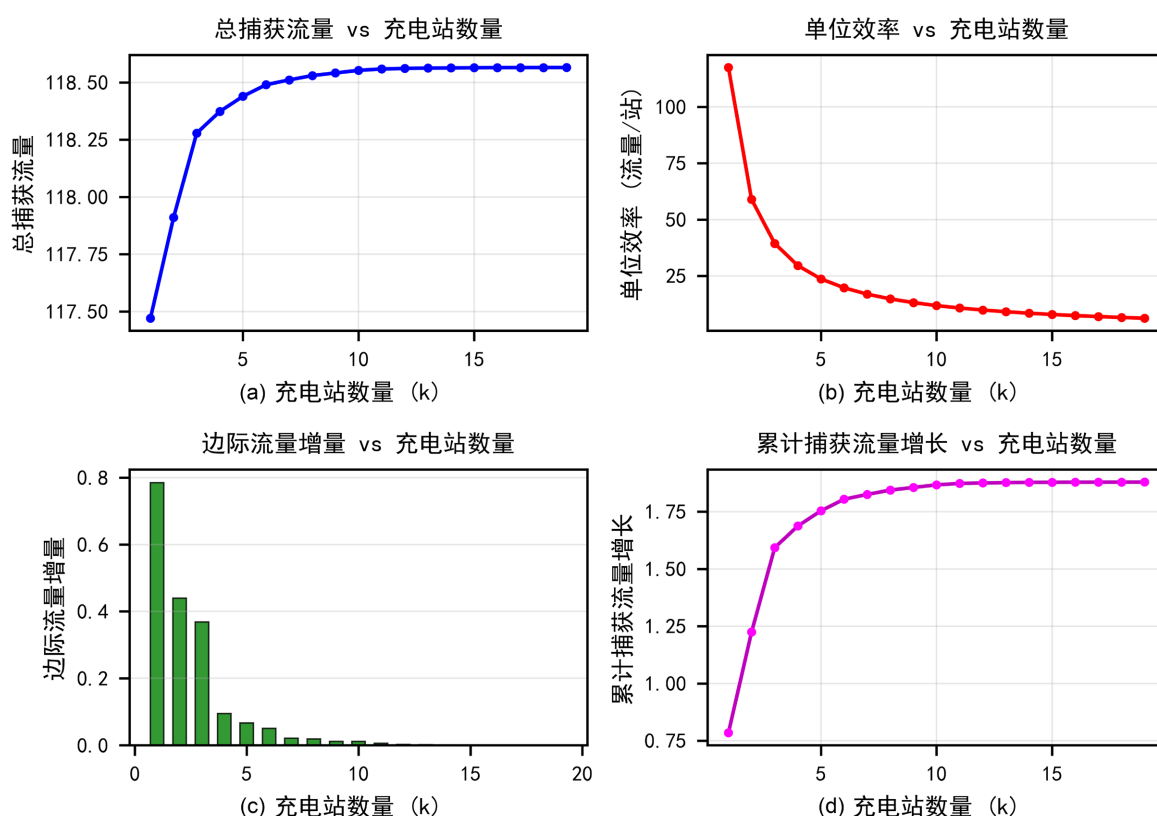 总捕获流量 vs 充电站数量
总捕获流量
118.50
118.25
118.00
117.75
117.50
5
10
15
(a) 充电站数量 (k)
单位效率 vs 充电站数量
单位效率 (流量/站)
100
75
50
25
5
10
15
(b) 充电站数量 (k)
边际流量增量 vs 充电站数量
边际流量增量
0.8
0.6
0.4
0.2
0.0
0
5
10
15
20
(c) 充电站数量 (k)
累计捕获流量增长 vs 充电站数量
累计捕获流量增长
1.75
1.50
1.25
1.00
0.75
5
10
15
(d) 充电站数量 (k)